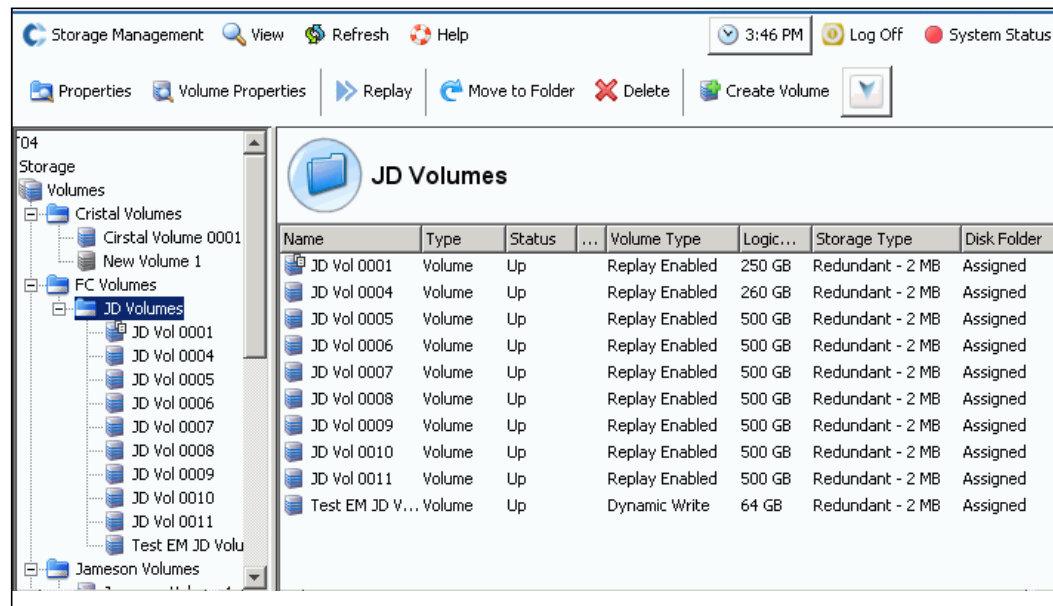 Storage Management View Refresh Help 3:46 PM Log Off System Status
Properties Volume Properties Replay Move to Folder Delete Create Volume
04
Storage
Volumes
Cristal Volumes
Cirstal Volume 0001
New Volume 1
FC Volumes
JD Volumes
JD Vol 0001
JD Vol 0004
JD Vol 0005
JD Vol 0006
JD Vol 0007
JD Vol 0008
JD Vol 0009
JD Vol 0010
JD Vol 0011
Test EM JD Volu
Jameson Volumes
JD Volumes
Name Type Status ... Volume Type Logic... Storage Type Disk Folder
JD Vol 0001 Volume Up Replay Enabled 250 GB Redundant - 2 MB Assigned
JD Vol 0004 Volume Up Replay Enabled 260 GB Redundant - 2 MB Assigned
JD Vol 0005 Volume Up Replay Enabled 500 GB Redundant - 2 MB Assigned
JD Vol 0006 Volume Up Replay Enabled 500 GB Redundant - 2 MB Assigned
JD Vol 0007 Volume Up Replay Enabled 500 GB Redundant - 2 MB Assigned
JD Vol 0008 Volume Up Replay Enabled 500 GB Redundant - 2 MB Assigned
JD Vol 0009 Volume Up Replay Enabled 500 GB Redundant - 2 MB Assigned
JD Vol 0010 Volume Up Replay Enabled 500 GB Redundant - 2 MB Assigned
JD Vol 0011 Volume Up Replay Enabled 500 GB Redundant - 2 MB Assigned
Test EM JD V... Volume Up Dynamic Write 64 GB Redundant - 2 MB Assigned